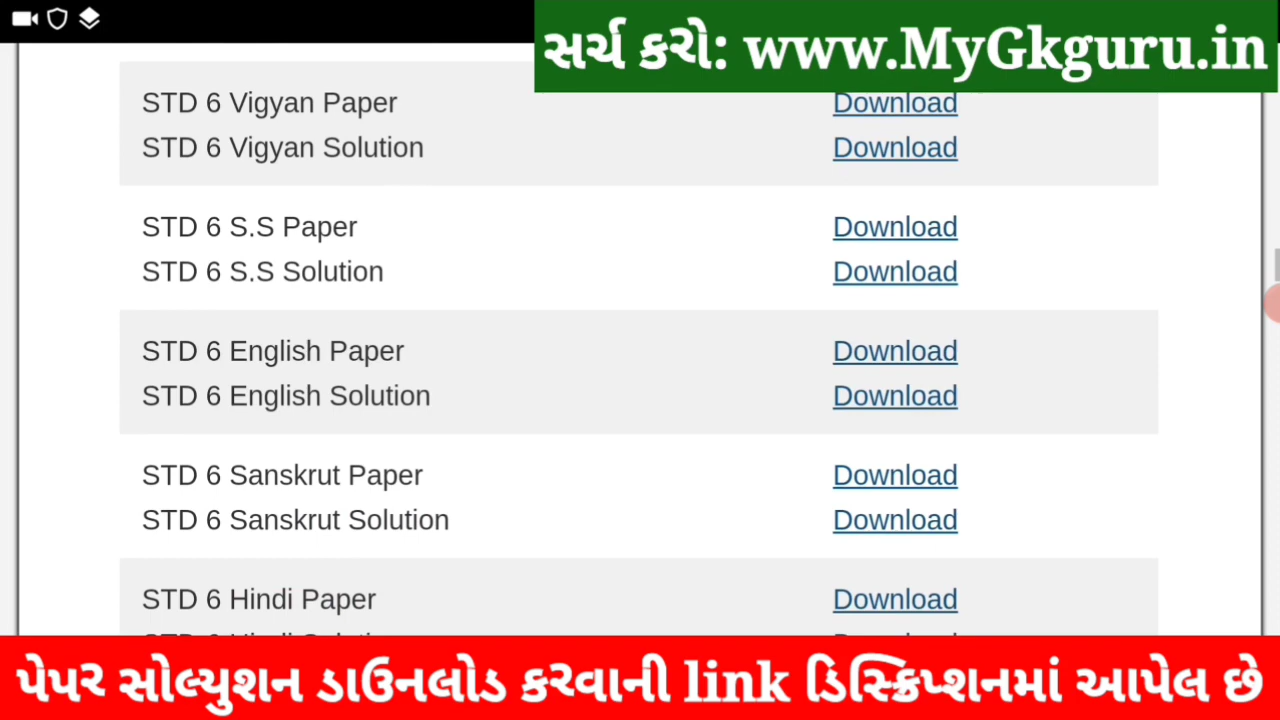 સર્ચ કરો: www.MyGkguru.in
STD 6 Vigyan Paper Download
STD 6 Vigyan Solution Download
STD 6 S.S Paper Download
STD 6 S.S Solution Download
STD 6 English Paper Download
STD 6 English Solution Download
STD 6 Sanskrut Paper Download
STD 6 Sanskrut Solution Download
STD 6 Hindi Paper Download
પેપર સોલ્યુશન ડાઉનલોડ કરવાની link ડિસ્ક્રિપ્શનમાં આપેલ છે